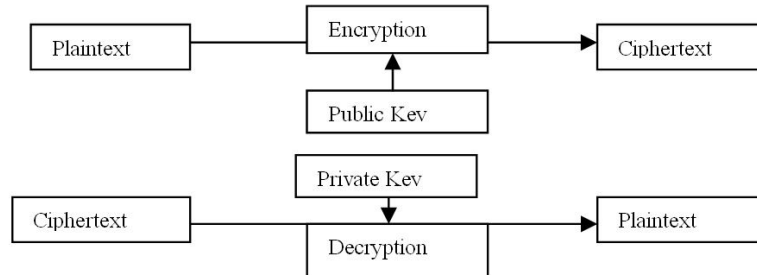 Plaintext
Encryption
Ciphertext
Public Kev
Private Kev
Ciphertext
Decryption
Plaintext